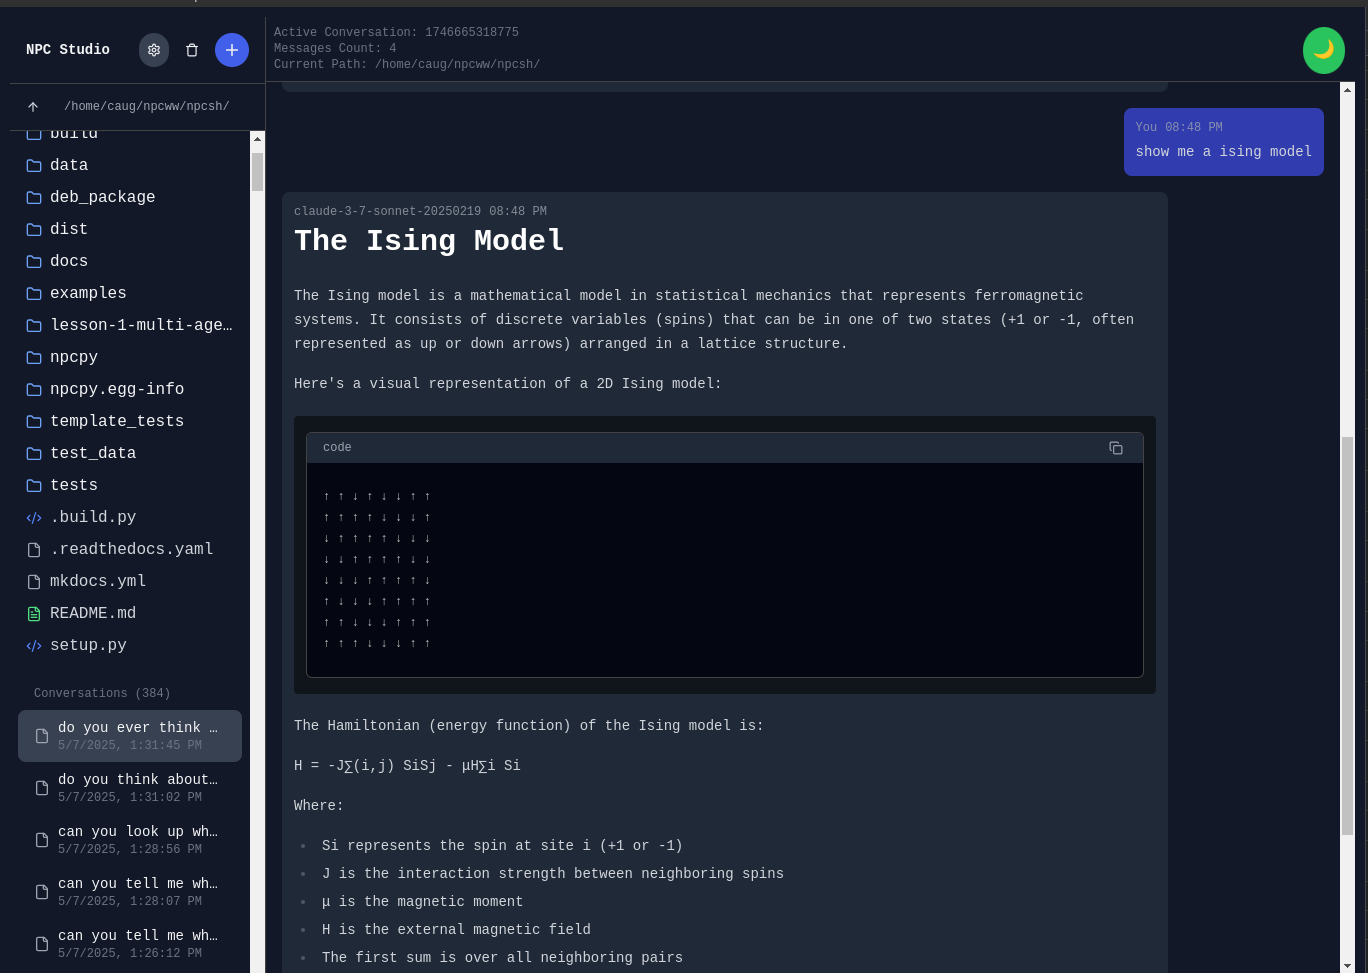 NPC Studio
Active Conversation: 1746665318775
Messages Count: 4
Current Path: /home/caug/npcww/npcsh/
/home/caug/npcww/npcsh/
build
data
deb_package
dist
docs
examples
lesson-1-multi-age…
npcpy
npcpy.egg-info
template_tests
test_data
tests
.build.py
.readthedocs.yaml
mkdocs.yml
README.md
setup.py
Conversations (384)
do you ever think …
5/7/2025, 1:31:45 PM
do you think about…
5/7/2025, 1:31:02 PM
can you look up wh…
5/7/2025, 1:28:56 PM
can you tell me wh…
5/7/2025, 1:28:07 PM
can you tell me wh…
5/7/2025, 1:26:12 PM
You 08:48 PM
show me a ising model
claude-3-7-sonnet-20250219 08:48 PM
The Ising Model
The Ising model is a mathematical model in statistical mechanics that represents ferromagnetic
systems. It consists of discrete variables (spins) that can be in one of two states (+1 or -1, often
represented as up or down arrows) arranged in a lattice structure.
Here's a visual representation of a 2D Ising model:
code
↑ ↑ ↓ ↑ ↓ ↓ ↑ ↑
↑ ↑ ↑ ↑ ↓ ↓ ↓ ↑
↓ ↑ ↑ ↑ ↑ ↓ ↓ ↓
↓ ↓ ↑ ↑ ↑ ↑ ↓ ↓
↓ ↓ ↓ ↑ ↑ ↑ ↑ ↓
↑ ↓ ↓ ↓ ↑ ↑ ↑ ↑
↑ ↑ ↓ ↓ ↓ ↑ ↑ ↑
↑ ↑ ↑ ↓ ↓ ↓ ↑ ↑
The Hamiltonian (energy function) of the Ising model is:
H = -J∑(i,j) SiSj - μH∑i Si
Where:
• Si represents the spin at site i (+1 or -1)
• J is the interaction strength between neighboring spins
• μ is the magnetic moment
• H is the external magnetic field
• The first sum is over all neighboring pairs